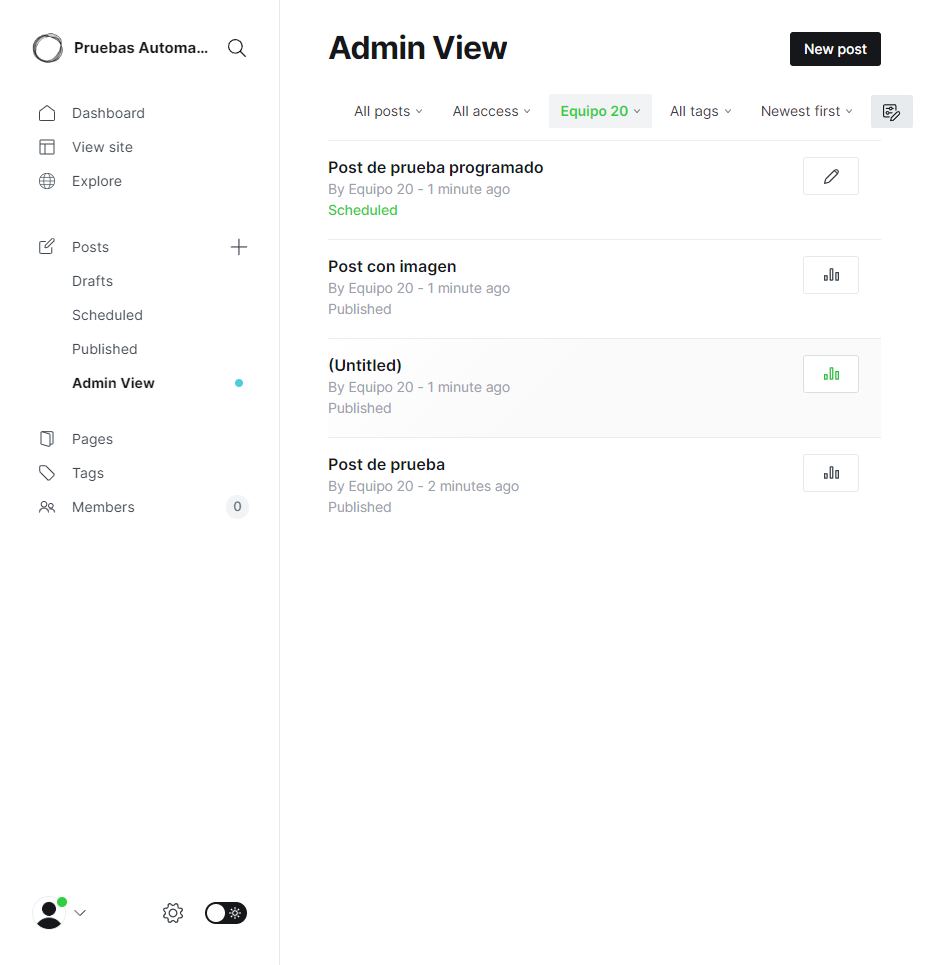 Pruebas Automa...
Dashboard
View site
Explore
Posts
Drafts
Scheduled
Published
Admin View
Pages
Tags
Members
0
Admin View
New post
All posts
All access
Equipo 20
All tags
Newest first
Post de prueba programado
By Equipo 20 - 1 minute ago
Scheduled
Post con imagen
By Equipo 20 - 1 minute ago
Published
(Untitled)
By Equipo 20 - 1 minute ago
Published
Post de prueba
By Equipo 20 - 2 minutes ago
Published